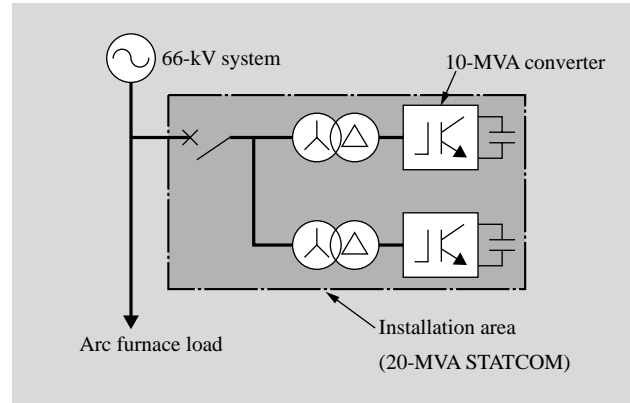 66-kV system
10-MVA converter
Arc furnace load
Installation area
(20-MVA STATCOM)